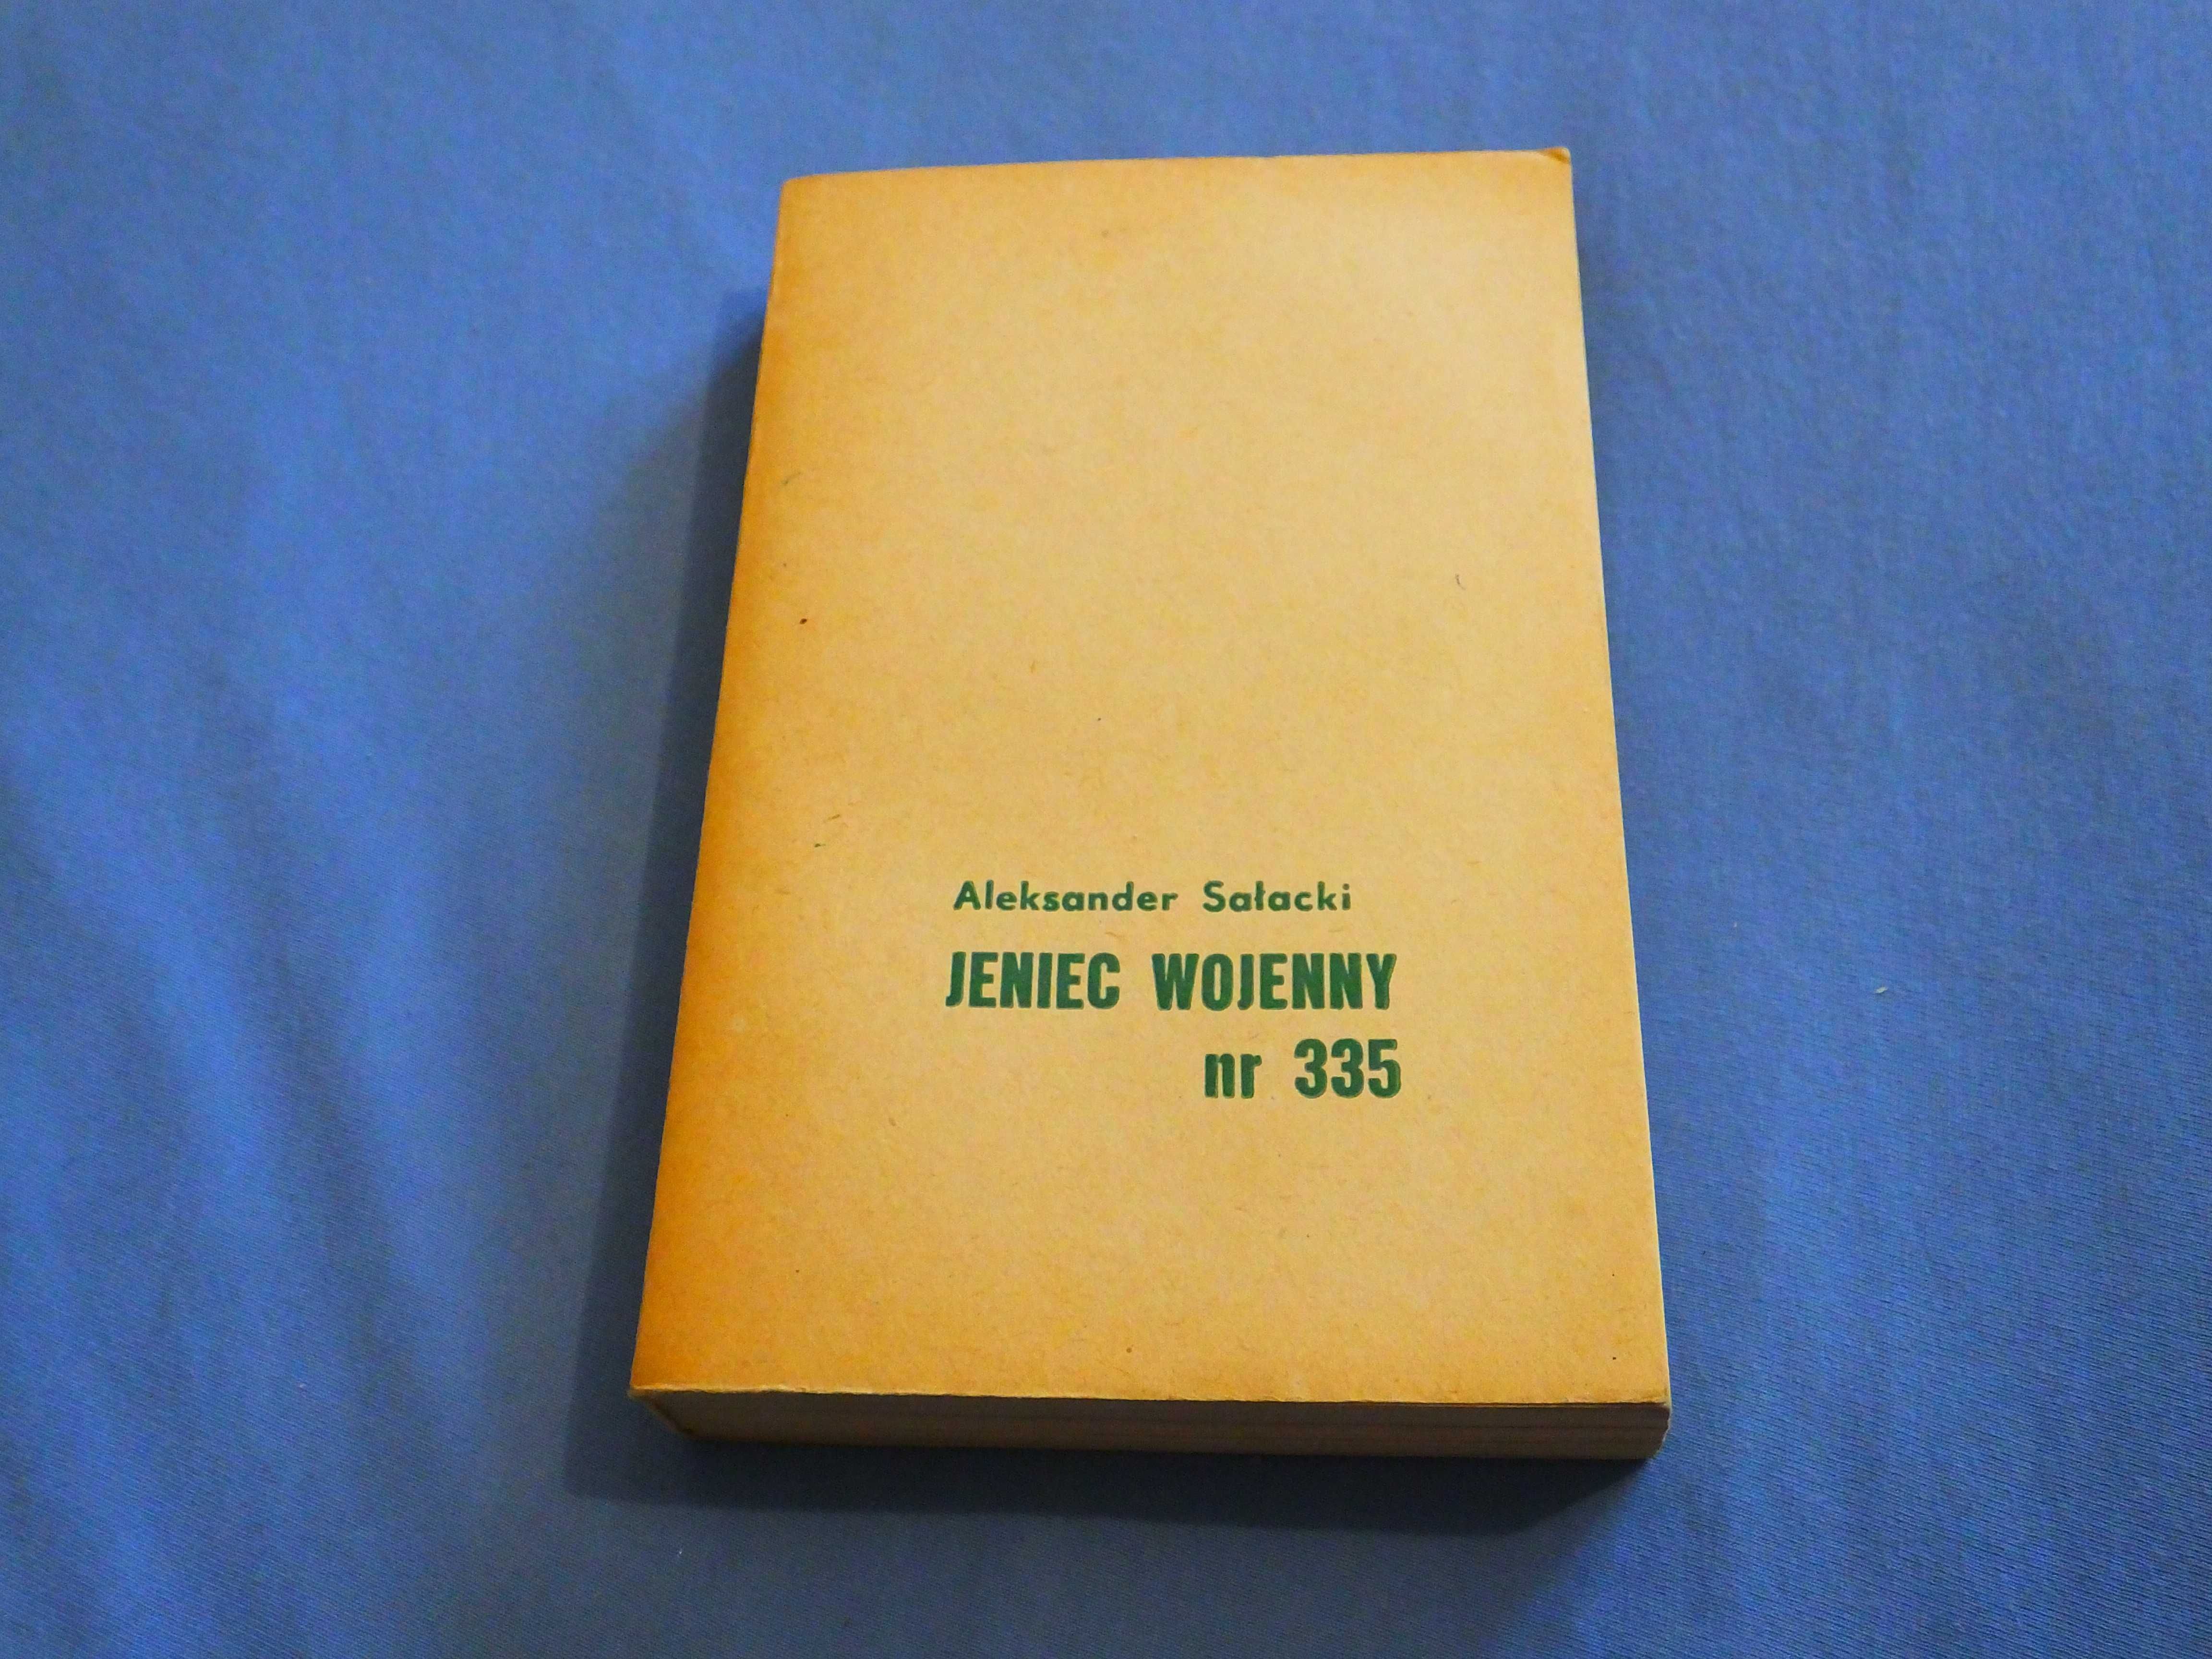 Aleksander Sałacki
JENIEC WOJENNY
nr 335